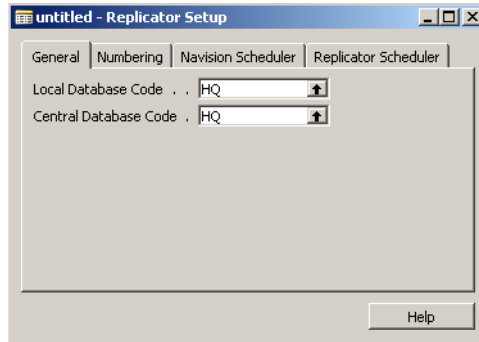 untitled - Replicator Setup
General Numbering Navision Scheduler Replicator Scheduler
Local Database Code . . HQ
Central Database Code . HQ
Help